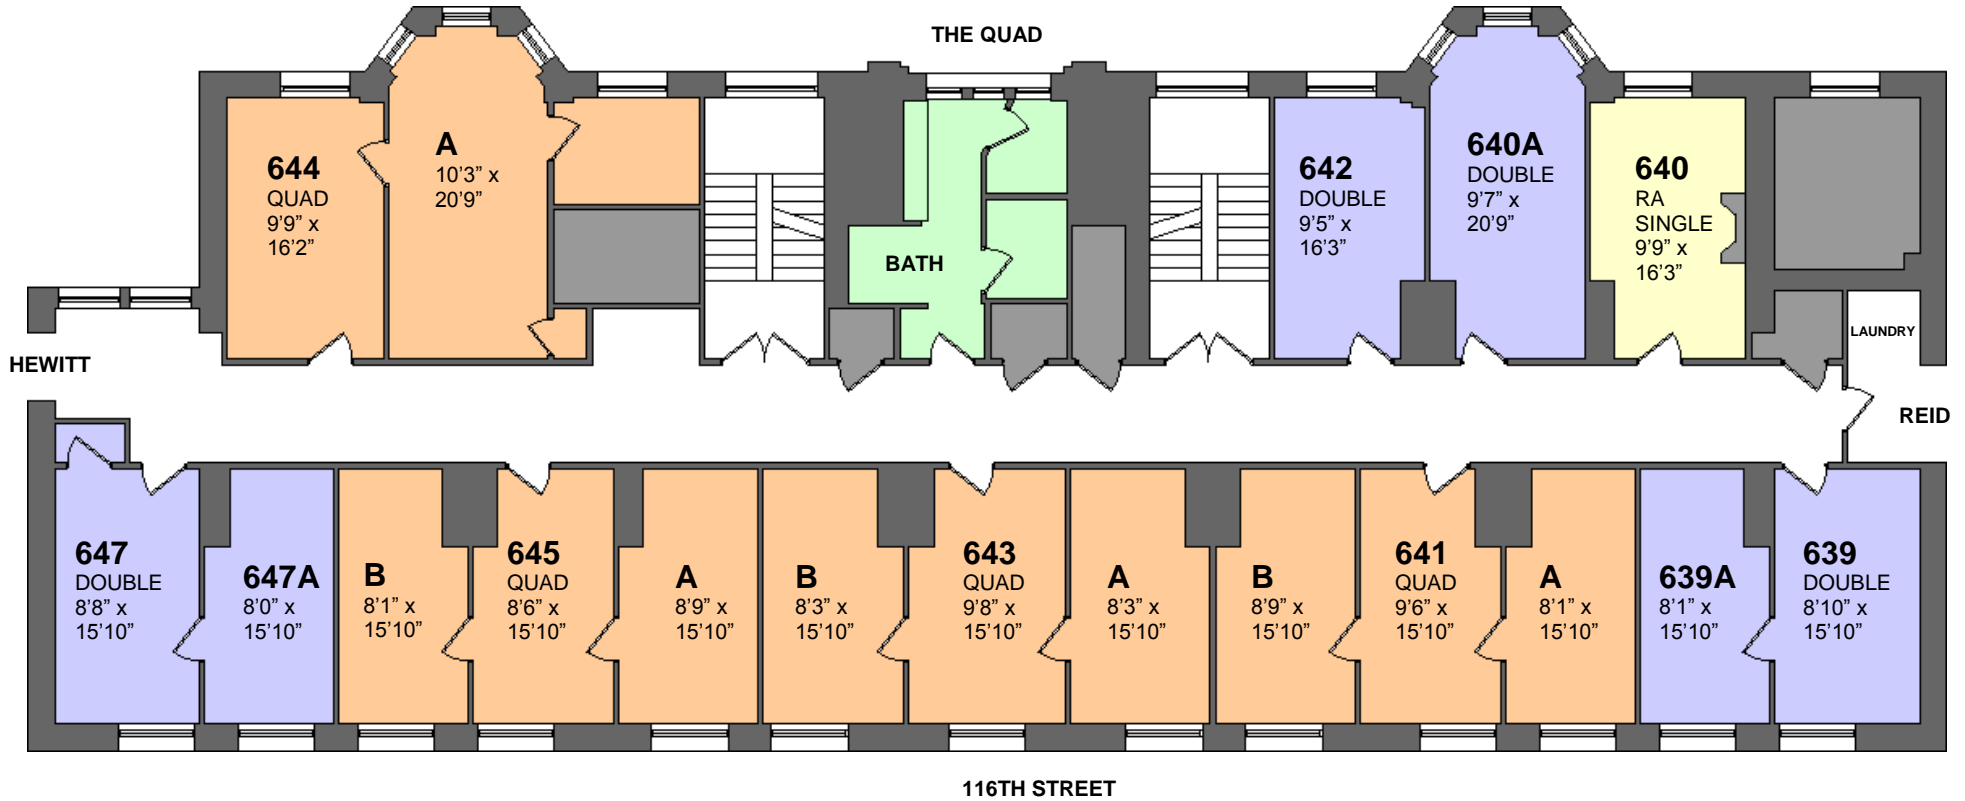 THE QUAD
644
QUAD
9’9” x
16’2”
A
10’3” x
20’9”
BATH
642
DOUBLE
9’5” x
16’3”
640A
DOUBLE
9’7” x
20’9”
640
RA
SINGLE
9’9” x
16’3”
LAUNDRY
HEWITT
REID
647
DOUBLE
8’8” x
15’10”
647A
8’0” x
15’10”
B
8’1” x
15’10”
645
QUAD
8’6” x
15’10”
A
8’9” x
15’10”
B
8’3” x
15’10”
643
QUAD
9’8” x
15’10”
A
8’3” x
15’10”
B
8’9” x
15’10”
641
QUAD
9’6” x
15’10”
A
8’1” x
15’10”
639A
8’1” x
15’10”
639
DOUBLE
8’10” x
15’10”
116TH STREET